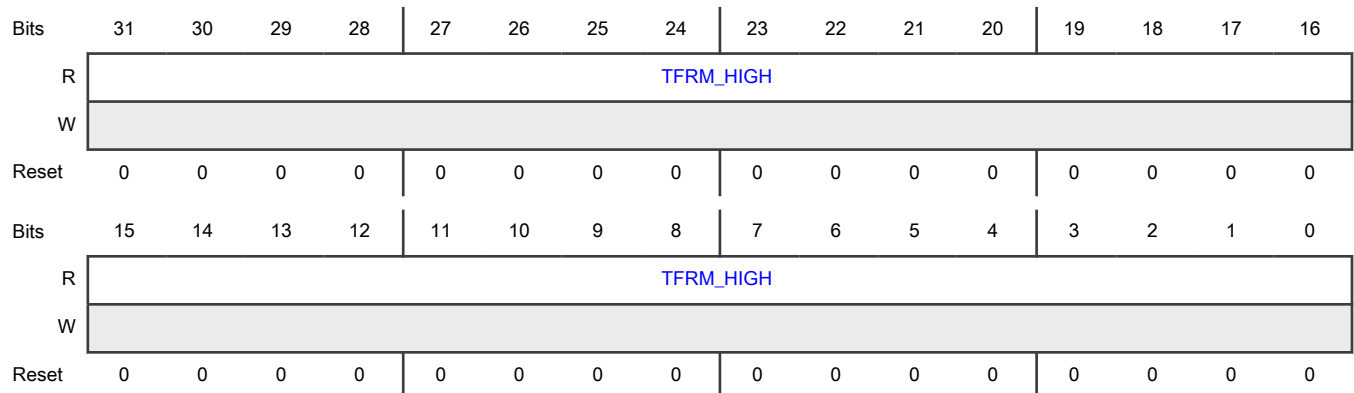 Bits 31 30 29 28 27 26 25 24 23 22 21 20 19 18 17 16
R TFRM_HIGH
W
Reset 0 0 0 0 0 0 0 0 0 0 0 0 0 0 0 0
Bits 15 14 13 12 11 10 9 8 7 6 5 4 3 2 1 0
R TFRM_HIGH
W
Reset 0 0 0 0 0 0 0 0 0 0 0 0 0 0 0 0